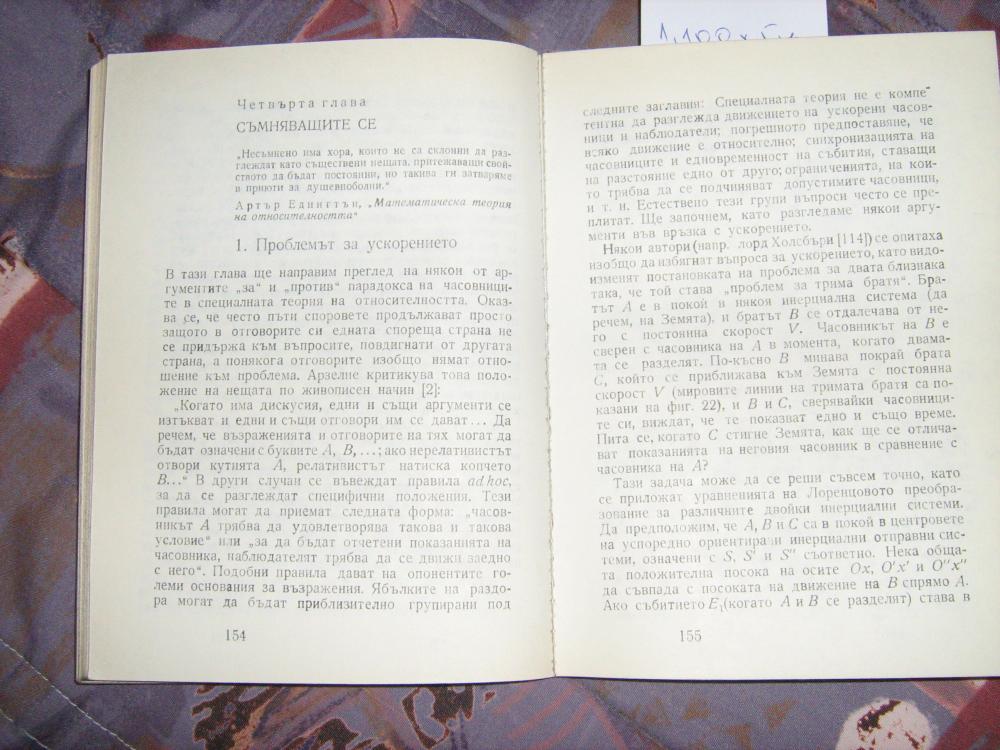 Четвърта глава
СЪМНЯВАЩИТЕ СЕ
„Несъмнено има хора, които не са склонни да раз-
глеждат като съществени нещата, притежаващи свой-
ството да бъдат постоянни, но такива ги затваряме
в приюти за душевноболни.“
Артър Едингтън, „Математическа теория
на относителността“
1. Проблемът за ускорението
В тази глава ще направим преглед на някои от ар-
гументите „за“ и „против“ парадокса на часовници-
те в специалната теория на относителността. Оказ-
ва се, че често пъти споровете продължават просто
защото в отговорите си едната спореща страна не
се придържа към въпросите, повдигнати от другата
страна, а понякога отговорите изобщо нямат отно-
шение към проблема. Арзелие критикува това поло-
жение на нещата по живописен начин [2]:
„Когато има дискусия, едни и същи аргументи се
изтъкват и едни и същи отговори им се дават... Да
речем, че възраженията и отговорите на тях могат да
бъдат означени с буквите A, B, ...; ако нерелативистът
отвори кутията A, релативистът натиска копчето
B...“ В други случаи се въвеждат правила ad hoc,
за да се разглеждат специфични положения. Тези
правила могат да приемат следната форма: „часов-
никът A трябва да удовлетворява такова и такова
условие“ или „за да бъдат отчетени показанията на
часовника, наблюдателят трябва да се движи заедно
с него“. Подобни правила дават на опонентите го-
леми основания за възражения. Ябълките на раздо-
ра могат да бъдат приблизително групирани под
154
следните заглавия: Специалната теория не е компе-
тентна да разглежда движението на ускорени часов-
ници и наблюдатели; погрешното предпоставяне, че
всяко движение е относително; синхронизацията на
часовниците и едновременност на събития, ставащи
на разстояние едно от друго; ограниченията, на кои-
то трябва да се подчиняват допустимите часовници,
и т. н. Естествено тези групи въпроси често се пре-
плитат. Ще започнем, като разгледаме някои аргу-
менти във връзка с ускорението.
Някои автори (напр. лорд Холсбъри [114]) се опитаха
изобщо да избягнат въпроса за ускорението, като видо-
изменят постановката на проблема за двата близнака
така, че той става „проблем за трима братя“. Бра-
тът A е в покой в някоя инерциална система (да
речем, на Земята), и братът B се отдалечава от не-
го с постоянна скорост V. Часовникът на B е
сверен с часовника на A в момента, когато двама-
та се разделят. По-късно B минава покрай брата
C, който се приближава към Земята с постоянна
скорост V (мировите линии на тримата братя са по-
казани на фиг. 22), и B и C, сверявайки часовници-
те си, виждат, че те показват едно и също време.
Пита се, когато C стигне Земята, как ще се отлича-
ват показанията на неговия часовник в сравнение с
часовника на A?
Тази задача може да се реши съвсем точно, като
се приложат уравненията на Лоренцовото преобра-
зование за различните двойки инерциални системи.
Да предположим, че A, B и C са в покой в центровете
на успоредно ориентирани инерциални отправни сис-
теми, означени с S, S′ и S″ съответно. Нека обща-
та положителна посока на осите Ox, O′x′ и O″x″
да съвпада с посоката на движение на B спрямо A.
Ако събитието E₁(когато A и B се разделят) става в
155